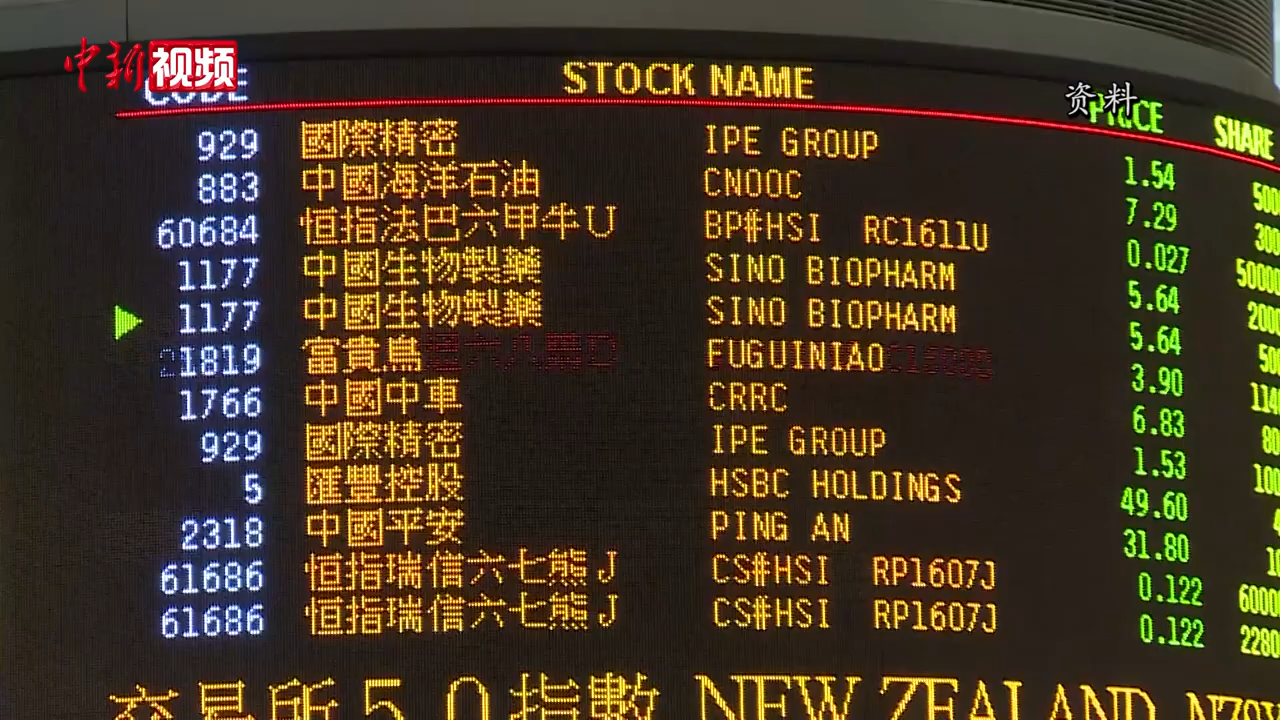 中新视频
资料
CODE STOCK NAME PRICE SHARE
929 國際精密 IPE GROUP 1.54
883 中國海洋石油 CNOOC 7.29
60684 恒指法巴六甲牛U BP#HSI RC1611U 0.027
1177 中國生物製藥 SINO BIOPHARM 5.64
1177 中國生物製藥 SINO BIOPHARM 5.64
1819 富貴鳥 FUGUINIAO 3.90
1766 中國中車 CRRC 6.83
929 國際精密 IPE GROUP 1.53
5 匯豐控股 HSBC HOLDINGS 49.60
2318 中國平安 PING AN 31.80
61686 恒指瑞信六七熊J CS#HSI RP1607J 0.122
61686 恒指瑞信六七熊J CS#HSI RP1607J 0.122
交易所50指數 NEW ZEALAND